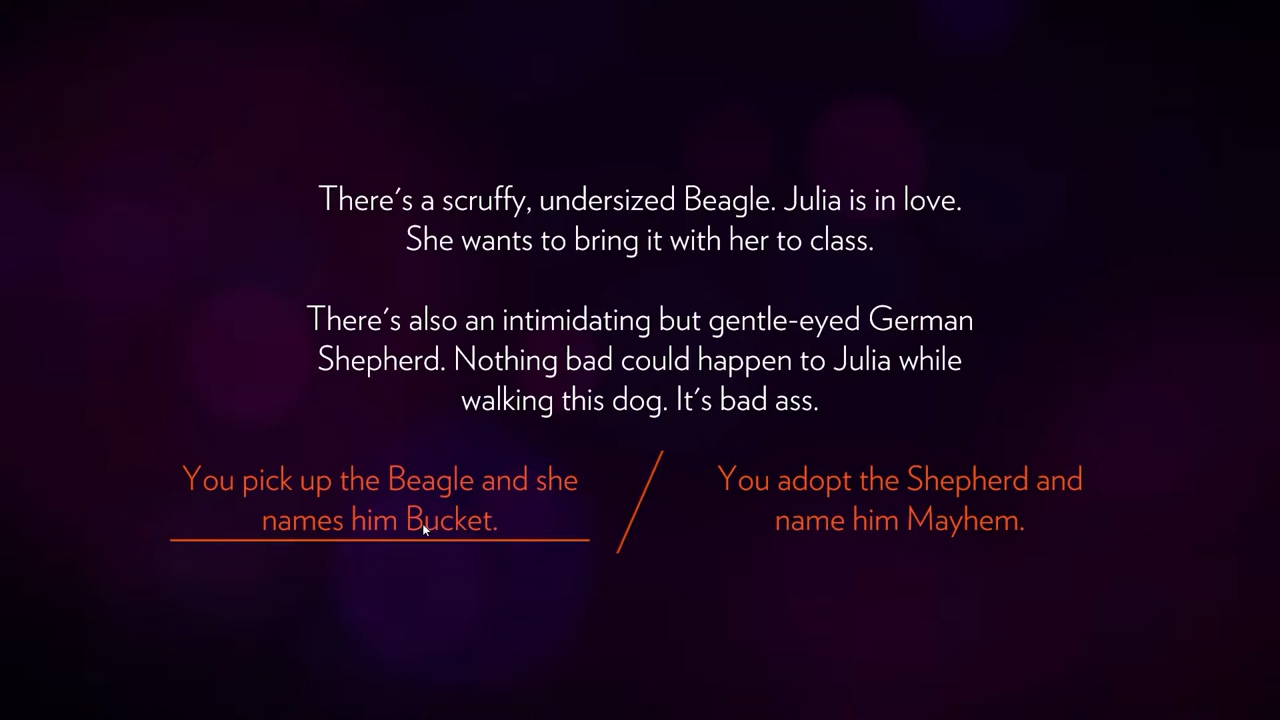 There's a scruffy, undersized Beagle. Julia is in love.
She wants to bring it with her to class.
There's also an intimidating but gentle-eyed German
Shepherd. Nothing bad could happen to Julia while
walking this dog. It's bad ass.
You pick up the Beagle and she
names him Bucket.
You adopt the Shepherd and
name him Mayhem.